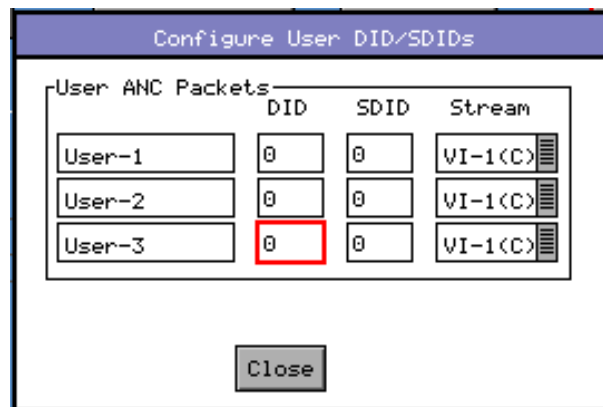 Configure User DID/SDIDs
User ANC Packets
DID SDID Stream
User-1 0 0 VI-1(C)
User-2 0 0 VI-1(C)
User-3 0 0 VI-1(C)
Close